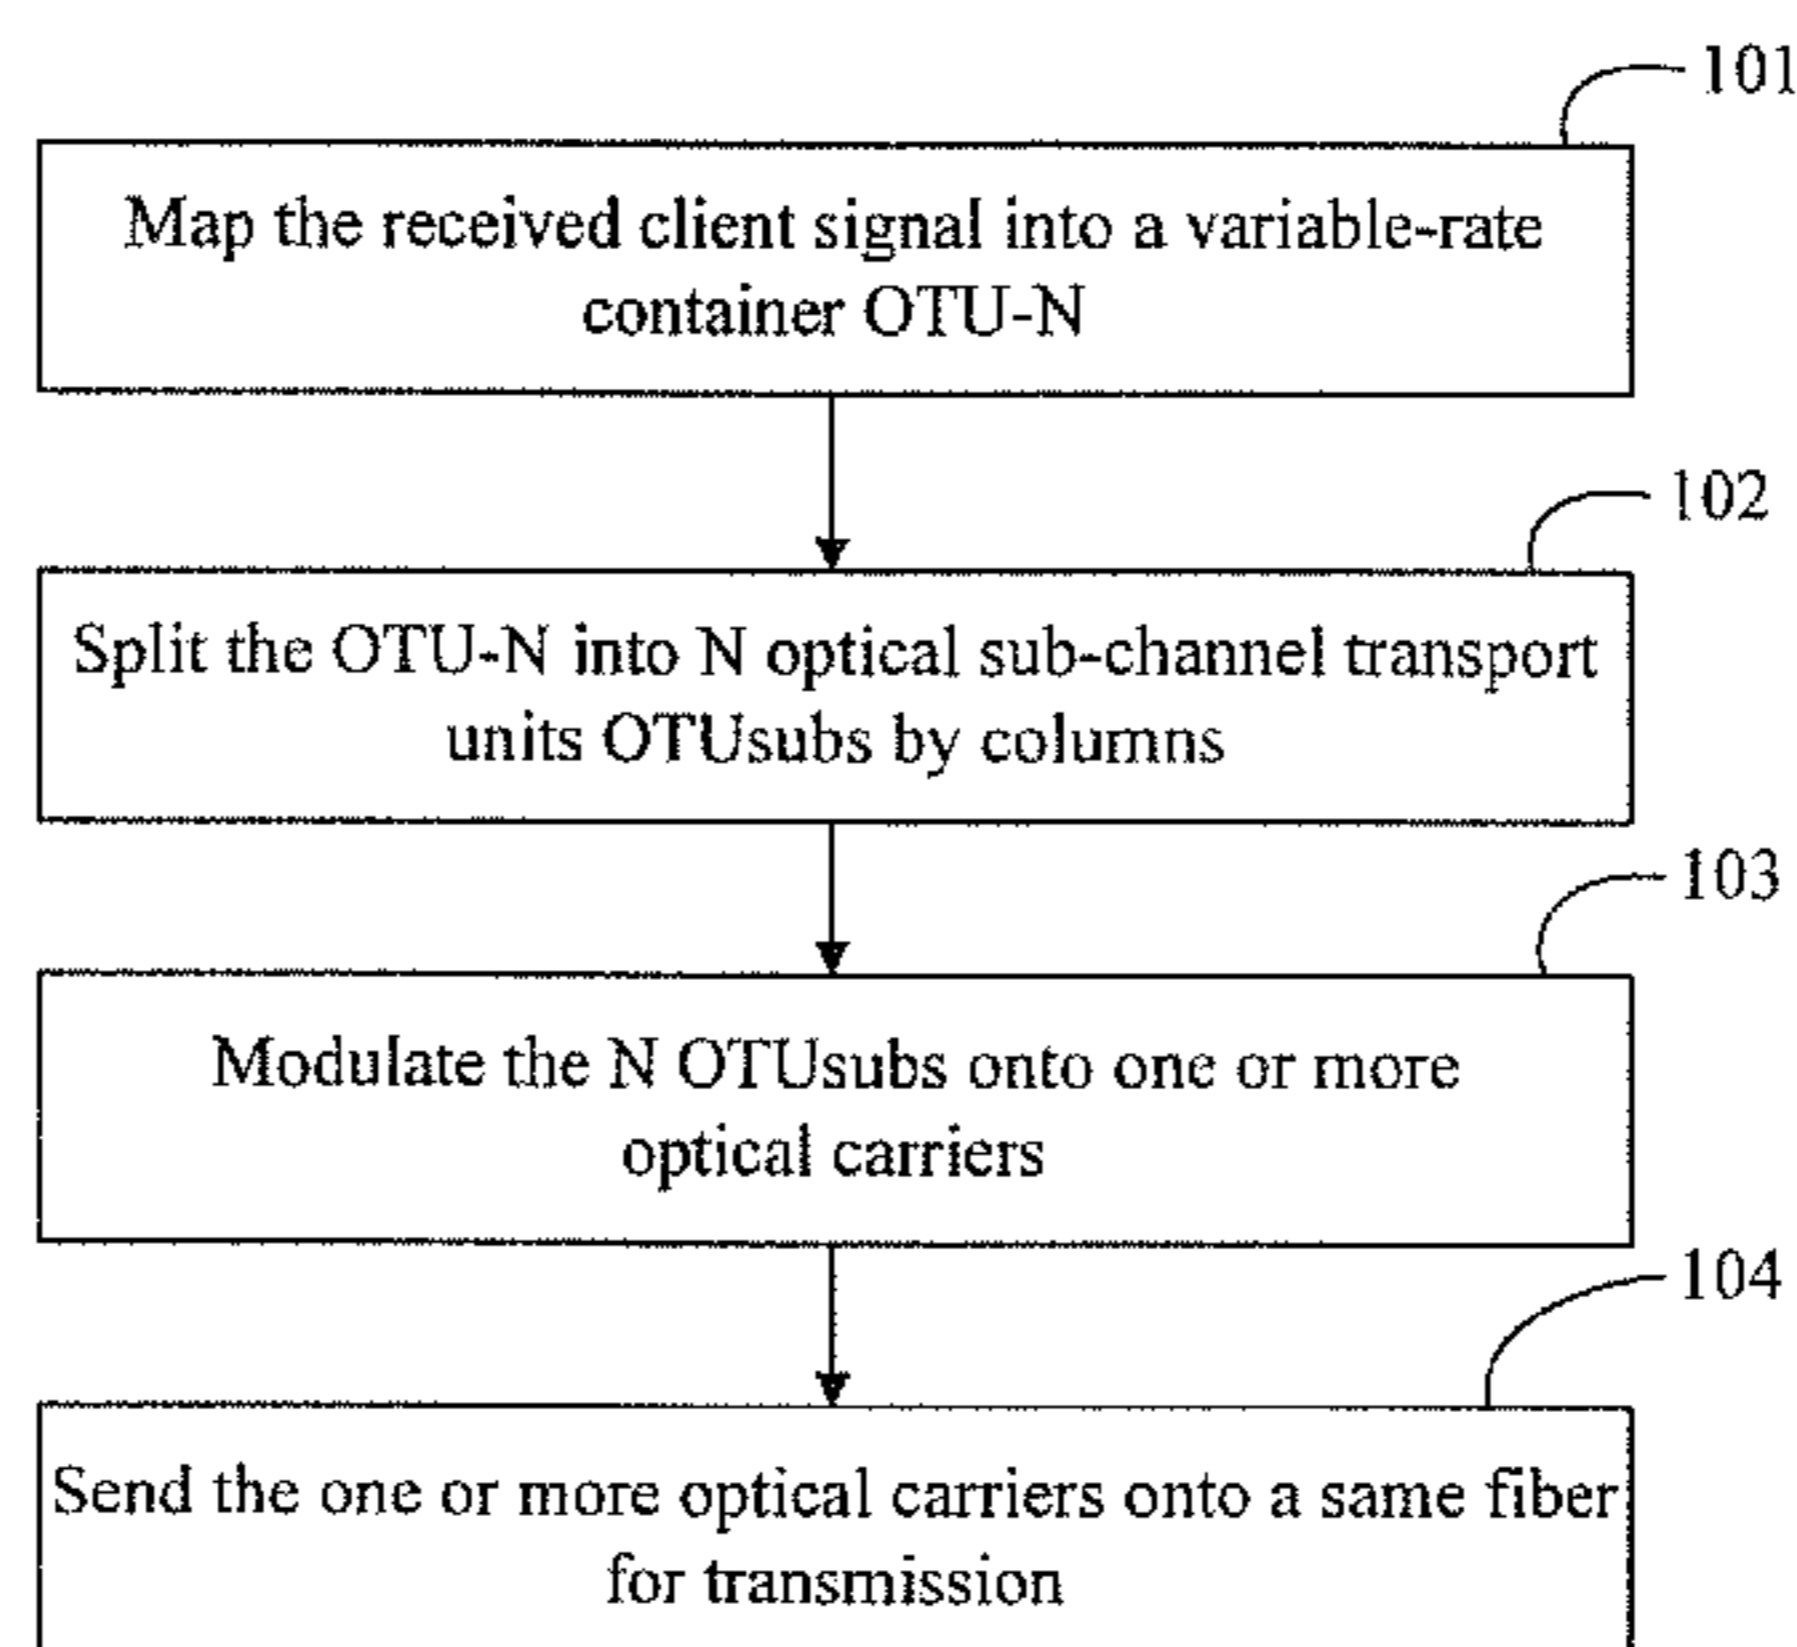 101
Map the received client signal into a variable-rate
container OTU-N
102
Split the OTU-N into N optical sub-channel transport
units OTUsubs by columns
103
Modulate the N OTUsubs onto one or more
optical carriers
104
Send the one or more optical carriers onto a same fiber
for transmission